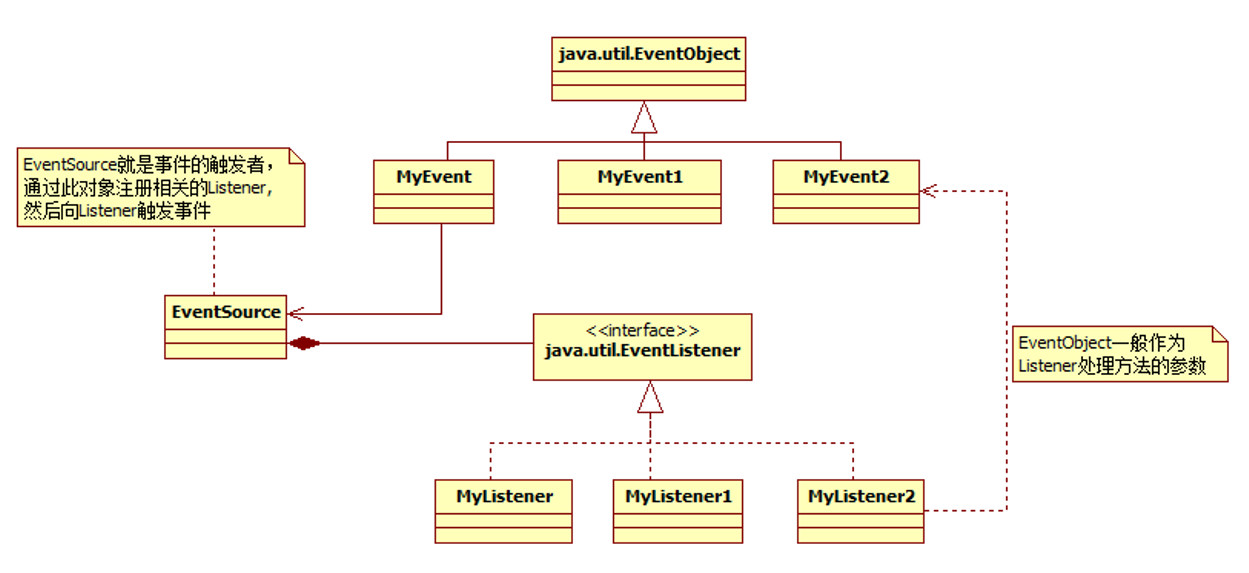 java.util.EventObject
EventSource就是事件的触发者，
通过此对象注册相关的Listener,
然后向Listener触发事件
MyEvent
MyEvent1
MyEvent2
EventSource
<<interface>>
java.util.EventListener
EventObject一般作为
Listener处理方法的参数
MyListener
MyListener1
MyListener2